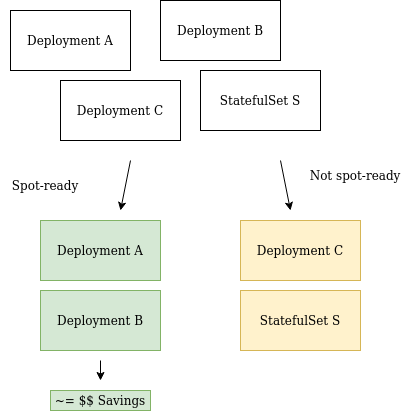 Deployment A
Deployment B
Deployment C
StatefulSet S
Spot-ready
Not spot-ready
Deployment A
Deployment C
Deployment B
StatefulSet S
~= $$ Savings